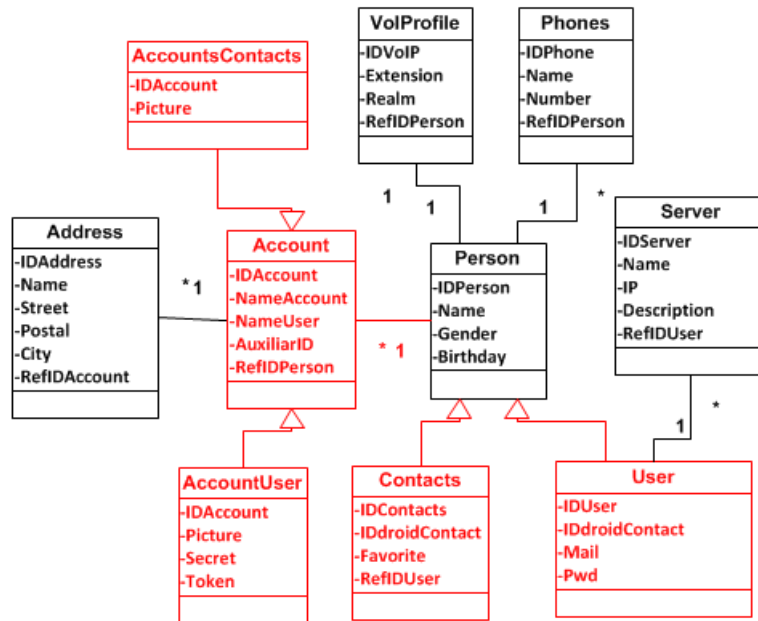 AccountsContacts
-IDAccount
-Picture
VoIProfile
-IDVoIP
-Extension
-Realm
-RefIDPerson
Phones
-IDPhone
-Name
-Number
-RefIDPerson
1
1
1
*
Address
-IDAddress
-Name
-Street
-Postal
-City
-RefIDAccount
* 1
Account
-IDAccount
-NameAccount
-NameUser
-AuxiliarID
-RefIDPerson
* 1
Person
-IDPerson
-Name
-Gender
-Birthday
Server
-IDServer
-Name
-IP
-Description
-RefIDUser
1
*
AccountUser
-IDAccount
-Picture
-Secret
-Token
Contacts
-IDContacts
-IDdroidContact
-Favorite
-RefIDUser
User
-IDUser
-IDdroidContact
-Mail
-Pwd